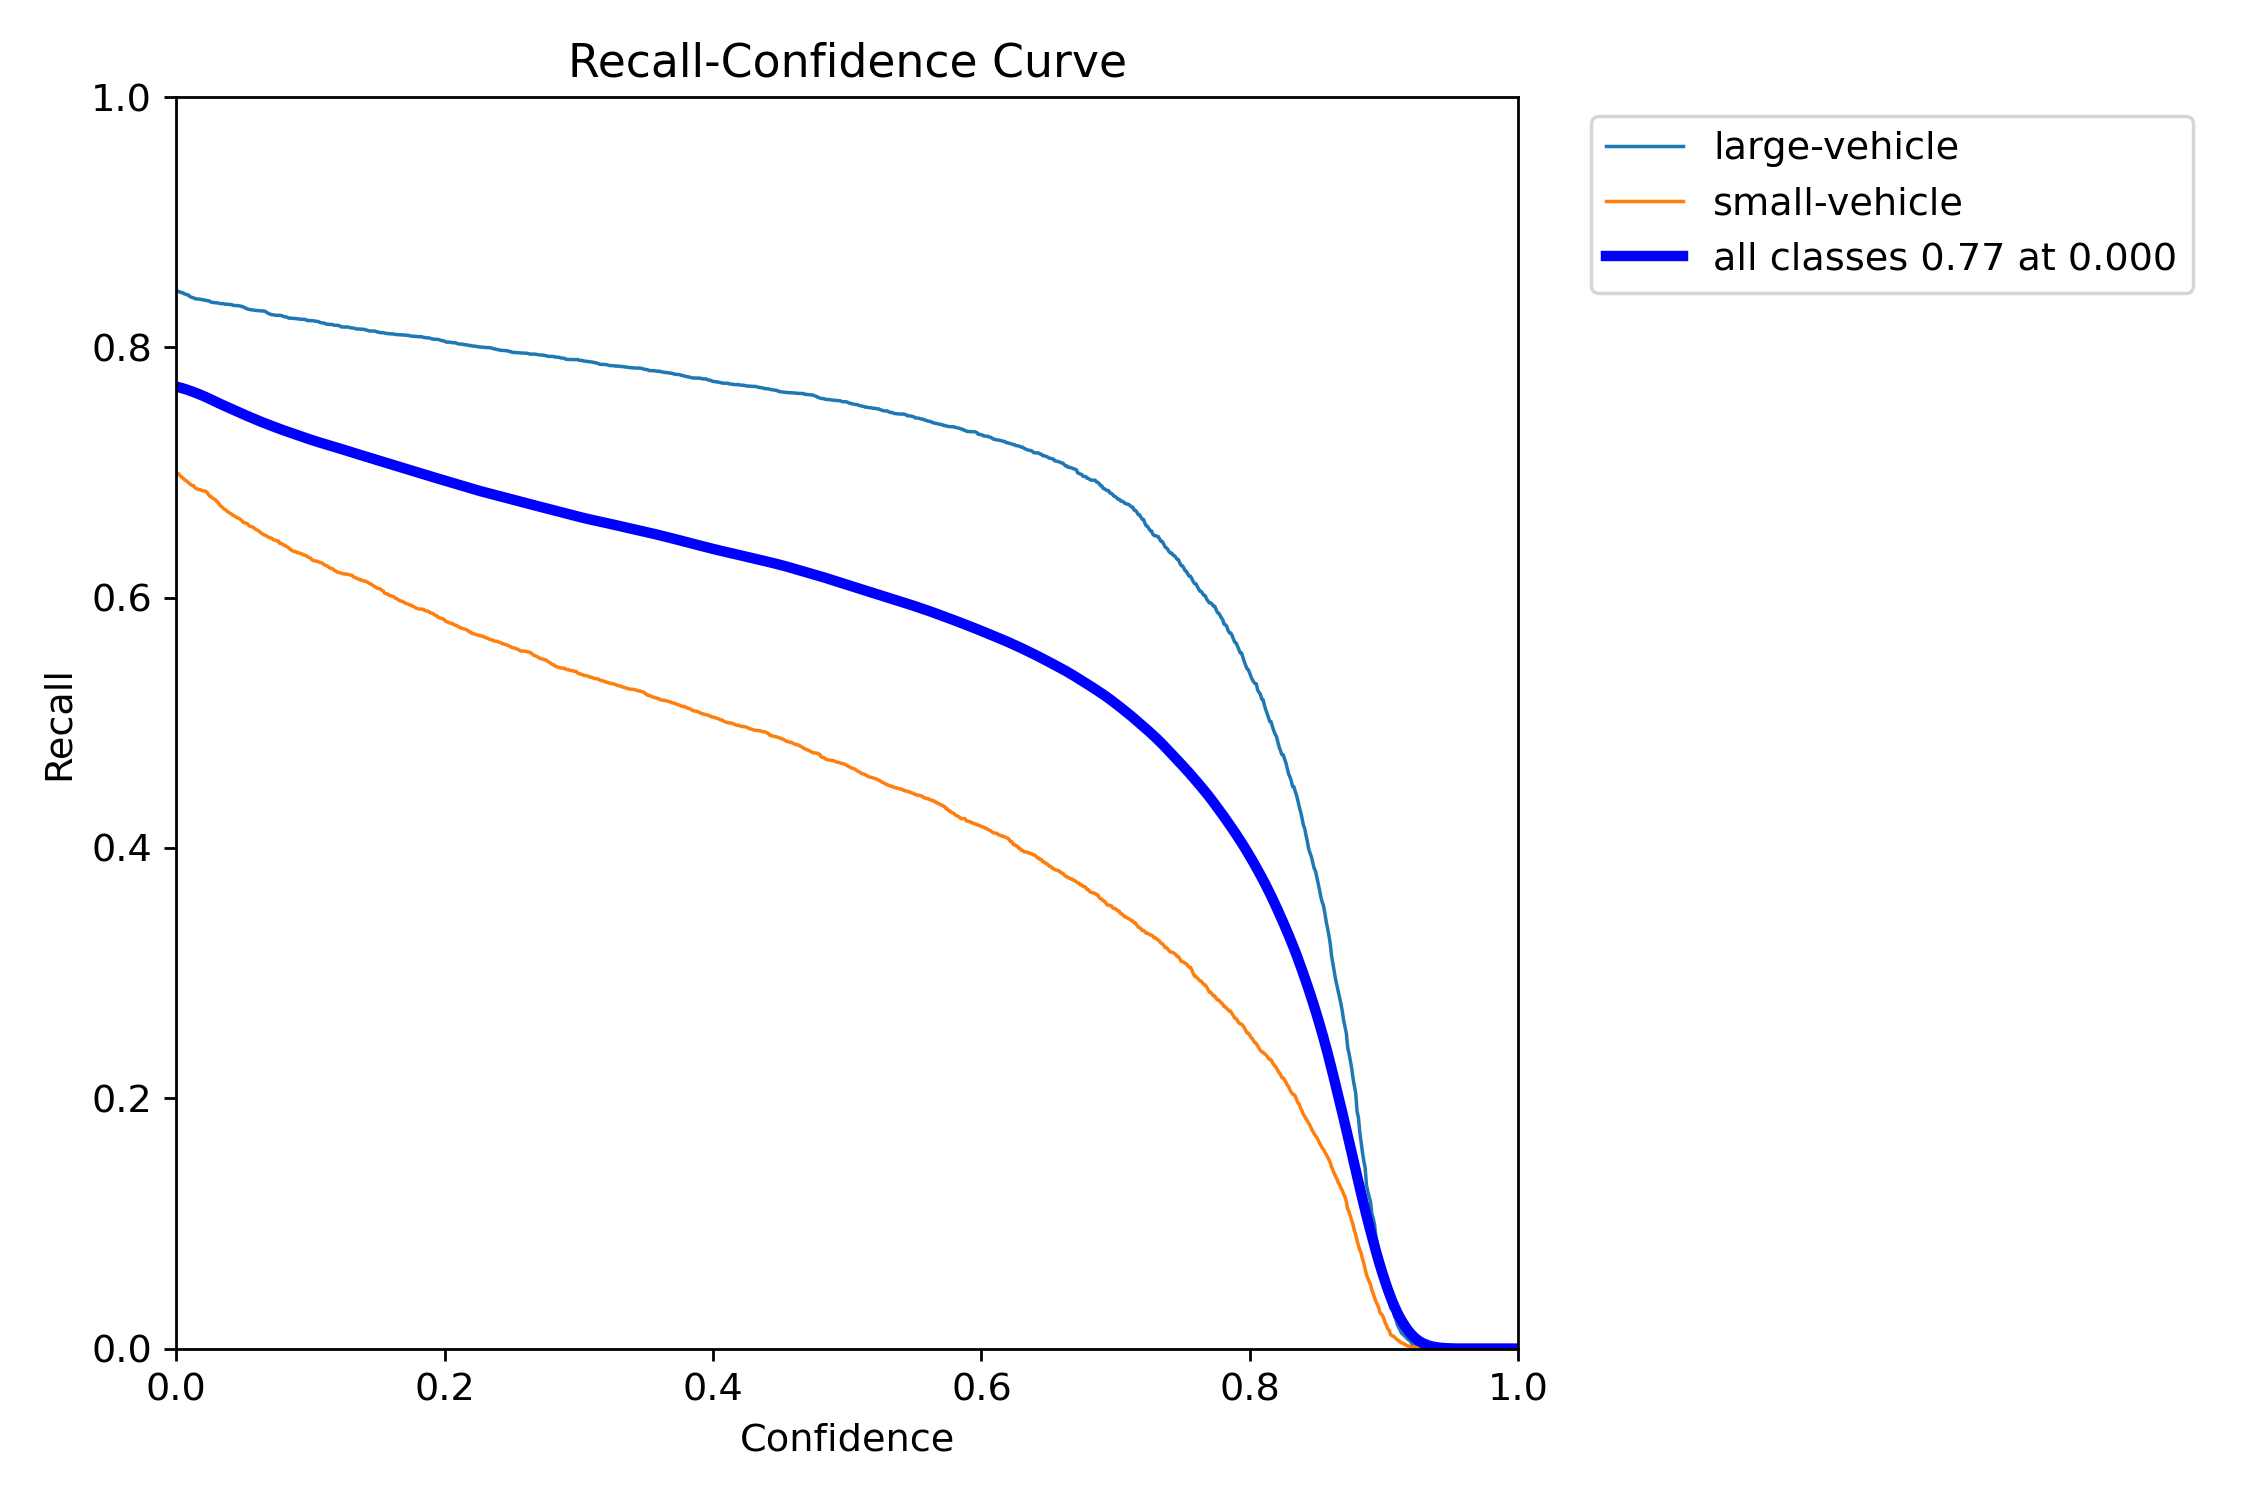 Recall-Confidence Curve
1.0
0.8
0.6
0.4
0.2
0.0
Recall
0.0 0.2 0.4 0.6 0.8 1.0
Confidence
large-vehicle
small-vehicle
all classes 0.77 at 0.000